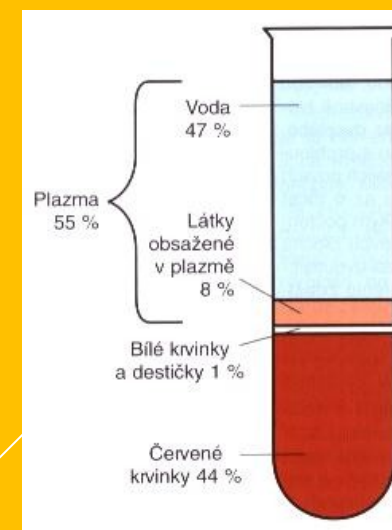 Voda
47 %
Plazma
55 %
Látky
obsažené
v plazmě
8 %
Bílé krvinky
a destičky 1 %
Červené
krvinky 44 %